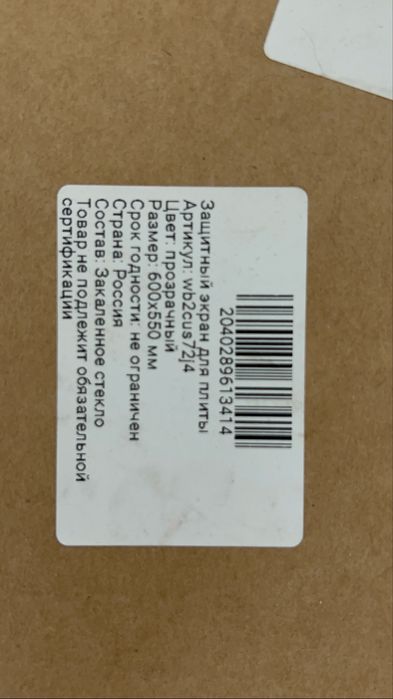 2040289613414
Защитный экран для плиты
Артикул: wb2cus72j4
Цвет: прозрачный
Размер: 600х550 мм
Срок годности: не ограничен
Страна: Россия
Состав: Закаленное стекло
Товар не подлежит обязательной
сертификации